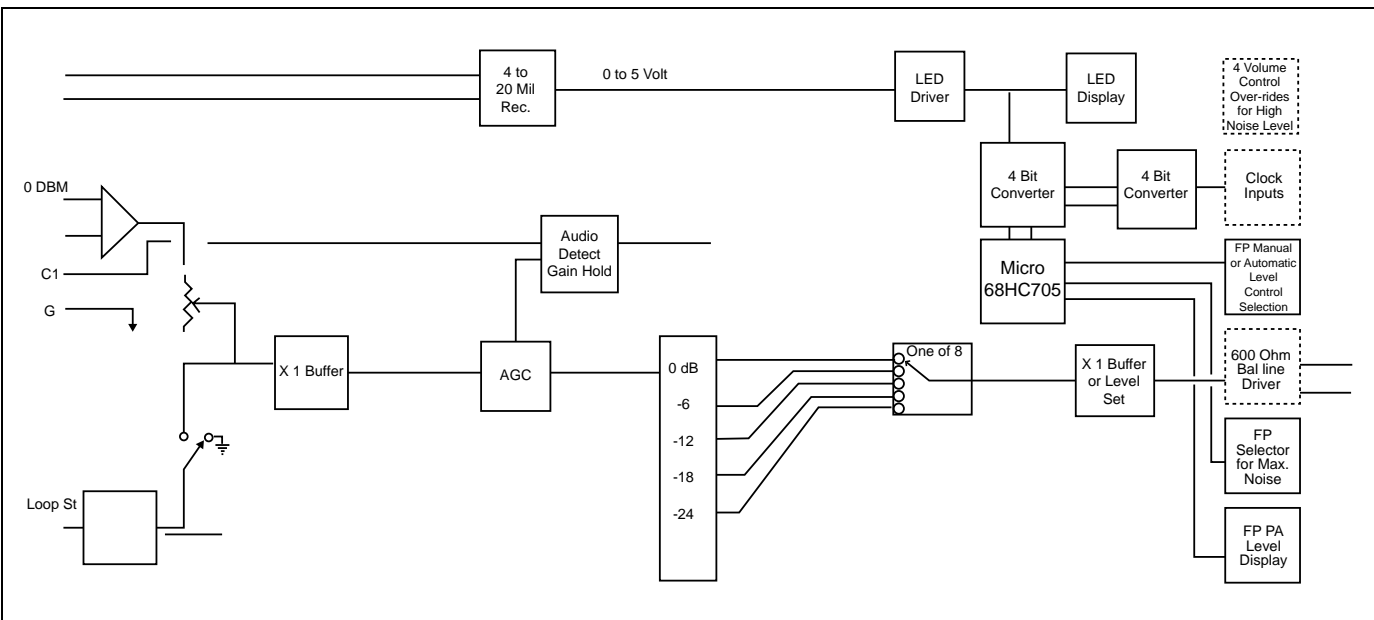 4 to
20 Mil
Rec.
0 to 5 Volt
LED
Driver
LED
Display
4 Volume
Control
Over-rides
for High
Noise Level
4 Bit
Converter
4 Bit
Converter
Clock
Inputs
0 DBM
C1
G
Audio
Detect
Gain Hold
Micro
68HC705
FP Manual
or Automatic
Level
Control
Selection
X 1 Buffer
AGC
0 dB
-6
-12
-18
-24
One of 8
X 1 Buffer
or Level
Set
600 Ohm
Bal line
Driver
FP
Selector
for Max.
Noise
Loop St
FP PA
Level
Display